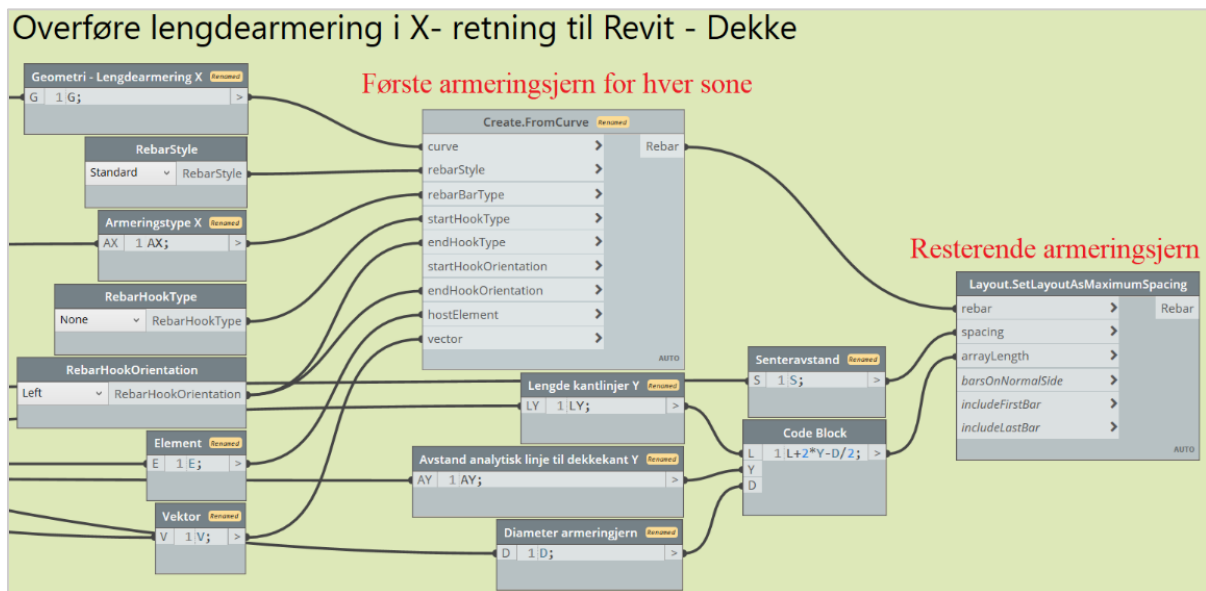 Overføre lengdearmering i X- retning til Revit - Dekke
Første armeringsjern for hver sone
Resterende armeringsjern
Geometri - Lengdearmering X Renamed
G 1 G; >
RebarStyle
Standard RebarStyle
Armeringstype X Renamed
AX 1 AX; >
RebarHookType
None RebarHookType
RebarHookOrientation
Left RebarHookOrientation
Element Renamed
E 1 E; >
Vektor Renamed
V 1 V; >
Create.FromCurve Renamed
curve > Rebar
rebarStyle >
rebarBarType >
startHookType >
endHookType >
startHookOrientation >
endHookOrientation >
hostElement >
vector >
AUTO
Lengde kantlinjer Y Renamed
LY 1 LY; >
Avstand analytisk linje til dekkekant Y Renamed
AY 1 AY; >
Diameter armeringjern Renamed
D 1 D; >
Senteravstand Renamed
S 1 S; >
Code Block
L 1 L+2*Y-D/2; >
Y
D
Layout.SetLayoutAsMaximumSpacing
rebar > Rebar
spacing >
arrayLength >
barsOnNormalSide >
includeFirstBar >
includeLastBar >
AUTO